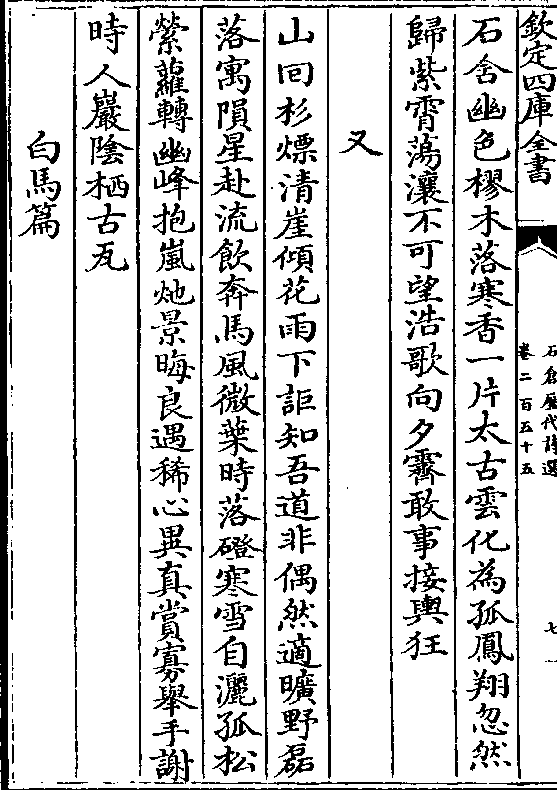 欽定四庫全書
石倉歷代詩選
卷二百五十五
七
石舍幽色樛木落寒香一片太古雲化為孤鳳翔忽然
歸紫霄蕩瀼不可望浩歌向夕霽敢事接輿狂
又
山回杉熛清崖傾花雨下詎知吾道非偶然適曠野磊
落寓隕星赴流飲奔馬風微葉時落磴寒雪自灑孤松
縈蘿轉幽峰抱嵐灺景晦良遇稀心異真賞寡舉手謝
時人巖陰栖古瓦
白馬篇